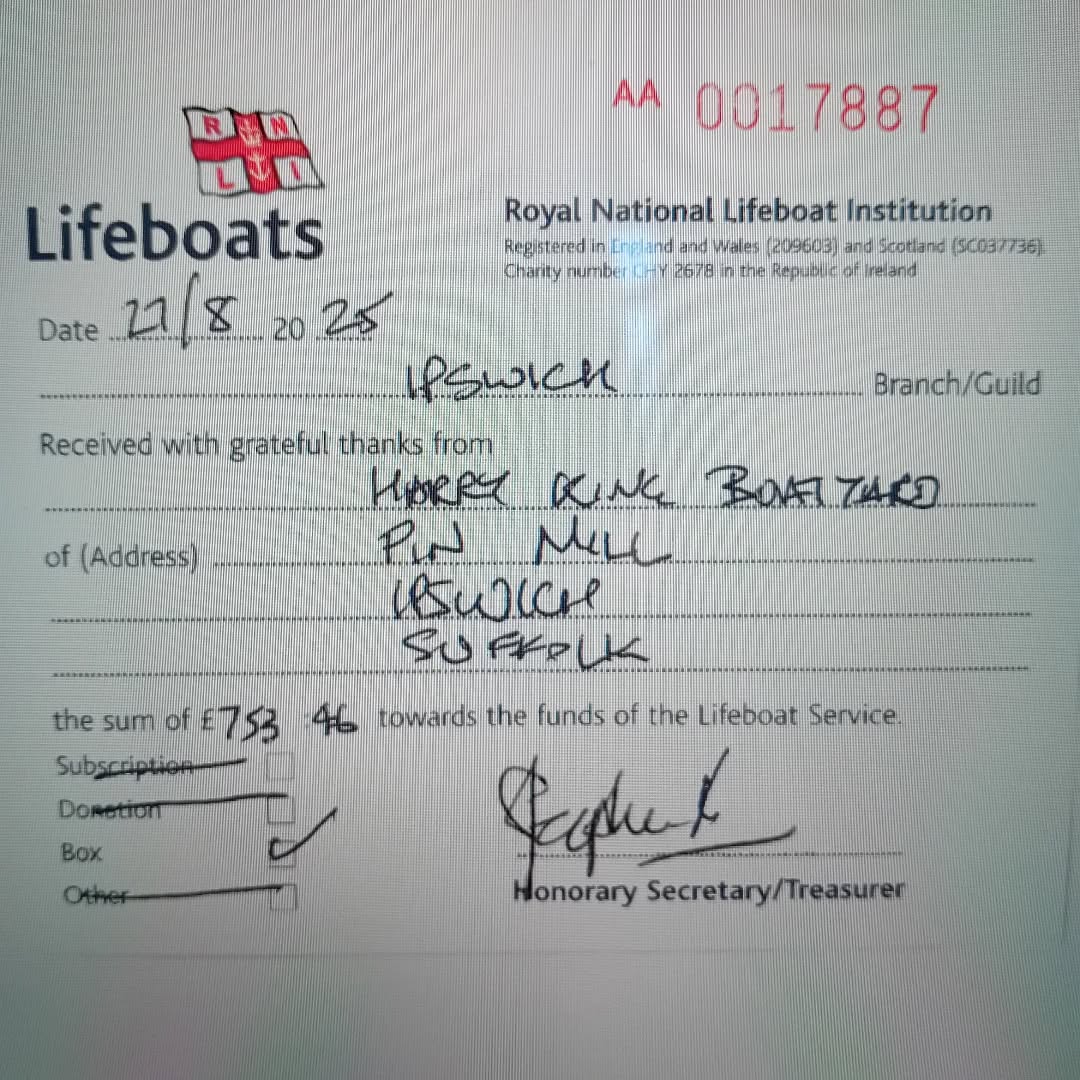 AA 0017887
R N
L I
Lifeboats
Royal National Lifeboat Institution
Registered in England and Wales (209603) and Scotland (SC037736).
Charity number CHY 2678 in the Republic of Ireland
Date 27/8 20 25
IPSWICH Branch/Guild
Received with grateful thanks from
HARRY KING BOATYARD
of (Address) PIN MILL
IPSWICH
SUFFOLK
the sum of £753 46 towards the funds of the Lifeboat Service.
Subscription
Donation
Box
Other
Honorary Secretary/Treasurer